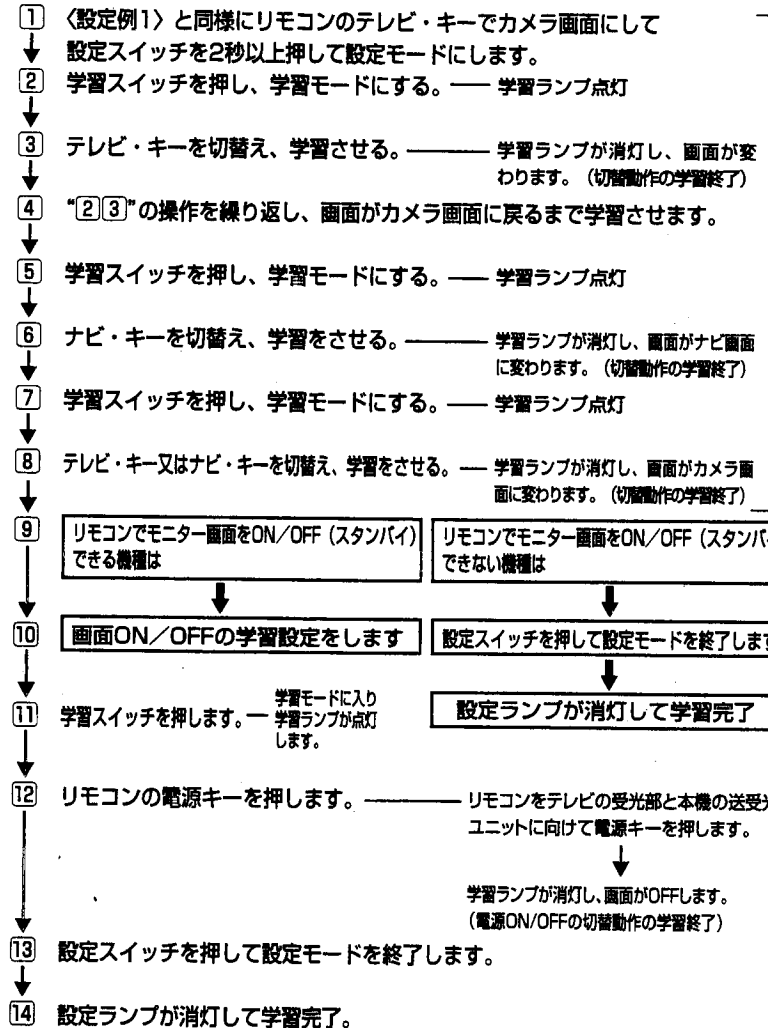 1 〈設定例1〉と同様にリモコンのテレビ・キーでカメラ画面にして
設定スイッチを2秒以上押して設定モードにします。
2 学習スイッチを押し、学習モードにする。── 学習ランプ点灯
3 テレビ・キーを切替え、学習させる。──── 学習ランプが消灯し、画面が変
わります。(切替動作の学習終了)
4 “23”の操作を繰り返し、画面がカメラ画面に戻るまで学習させます。
5 学習スイッチを押し、学習モードにする。── 学習ランプ点灯
6 ナビ・キーを切替え、学習をさせる。──── 学習ランプが消灯し、画面がナビ画面
に変わります。(切替動作の学習終了)
7 学習スイッチを押し、学習モードにする。── 学習ランプ点灯
8 テレビ・キー又はナビ・キーを切替え、学習をさせる。─ 学習ランプが消灯し、画面がカメラ画
面に変わります。(切替動作の学習終了)
9 リモコンでモニター画面をON/OFF(スタンバイ)
できる機種は
リモコンでモニター画面をON/OFF(スタンバ
できない機種は
10 画面ON/OFFの学習設定をします
設定スイッチを押して設定モードを終了しま
設定ランプが消灯して学習完了
11 学習スイッチを押します。─ 学習モードに入り
学習ランプが点灯
します。
12 リモコンの電源キーを押します。──── リモコンをテレビの受光部と本機の送受
ユニットに向けて電源キーを押します。
学習ランプが消灯し、画面がOFFします。
(電源ON/OFFの切替動作の学習終了)
13 設定スイッチを押して設定モードを終了します。
14 設定ランプが消灯して学習完了。